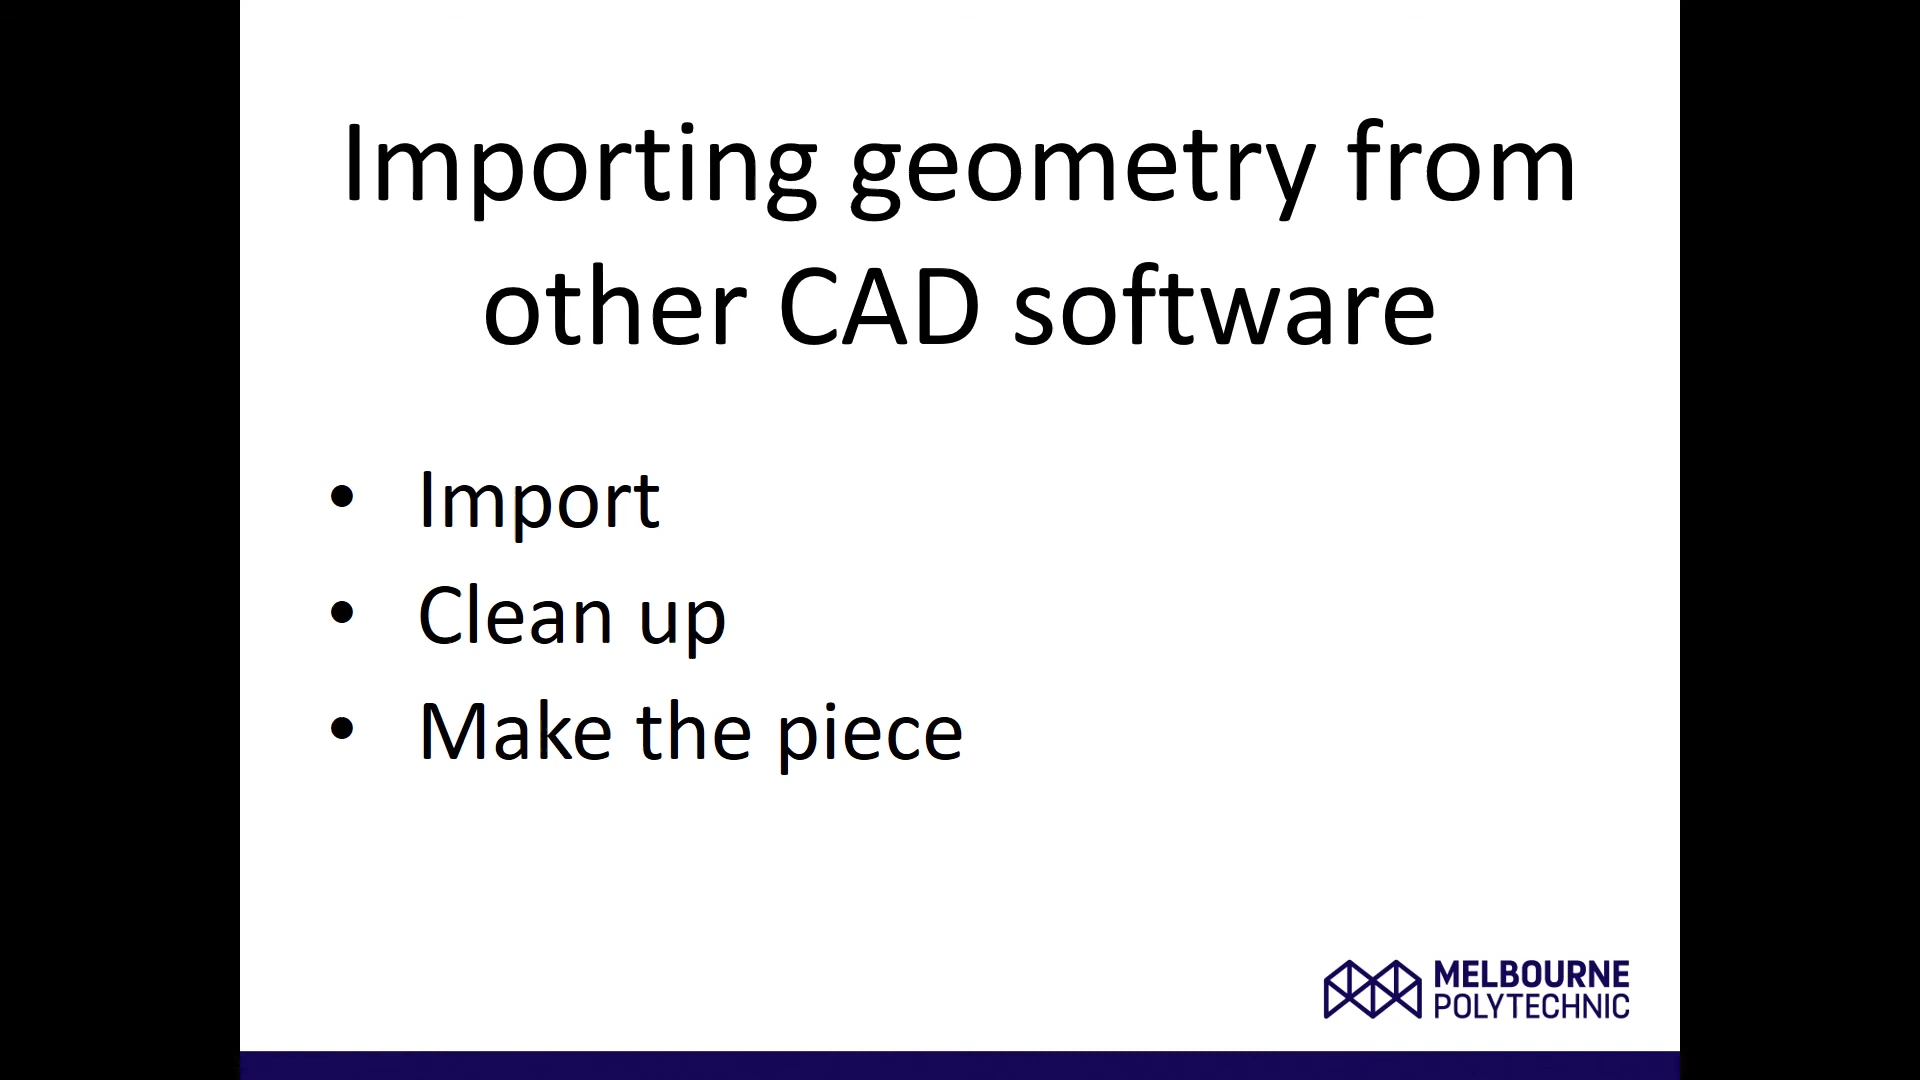 Importing geometry from
other CAD software
• Import
• Clean up
• Make the piece
MELBOURNE
POLYTECHNIC